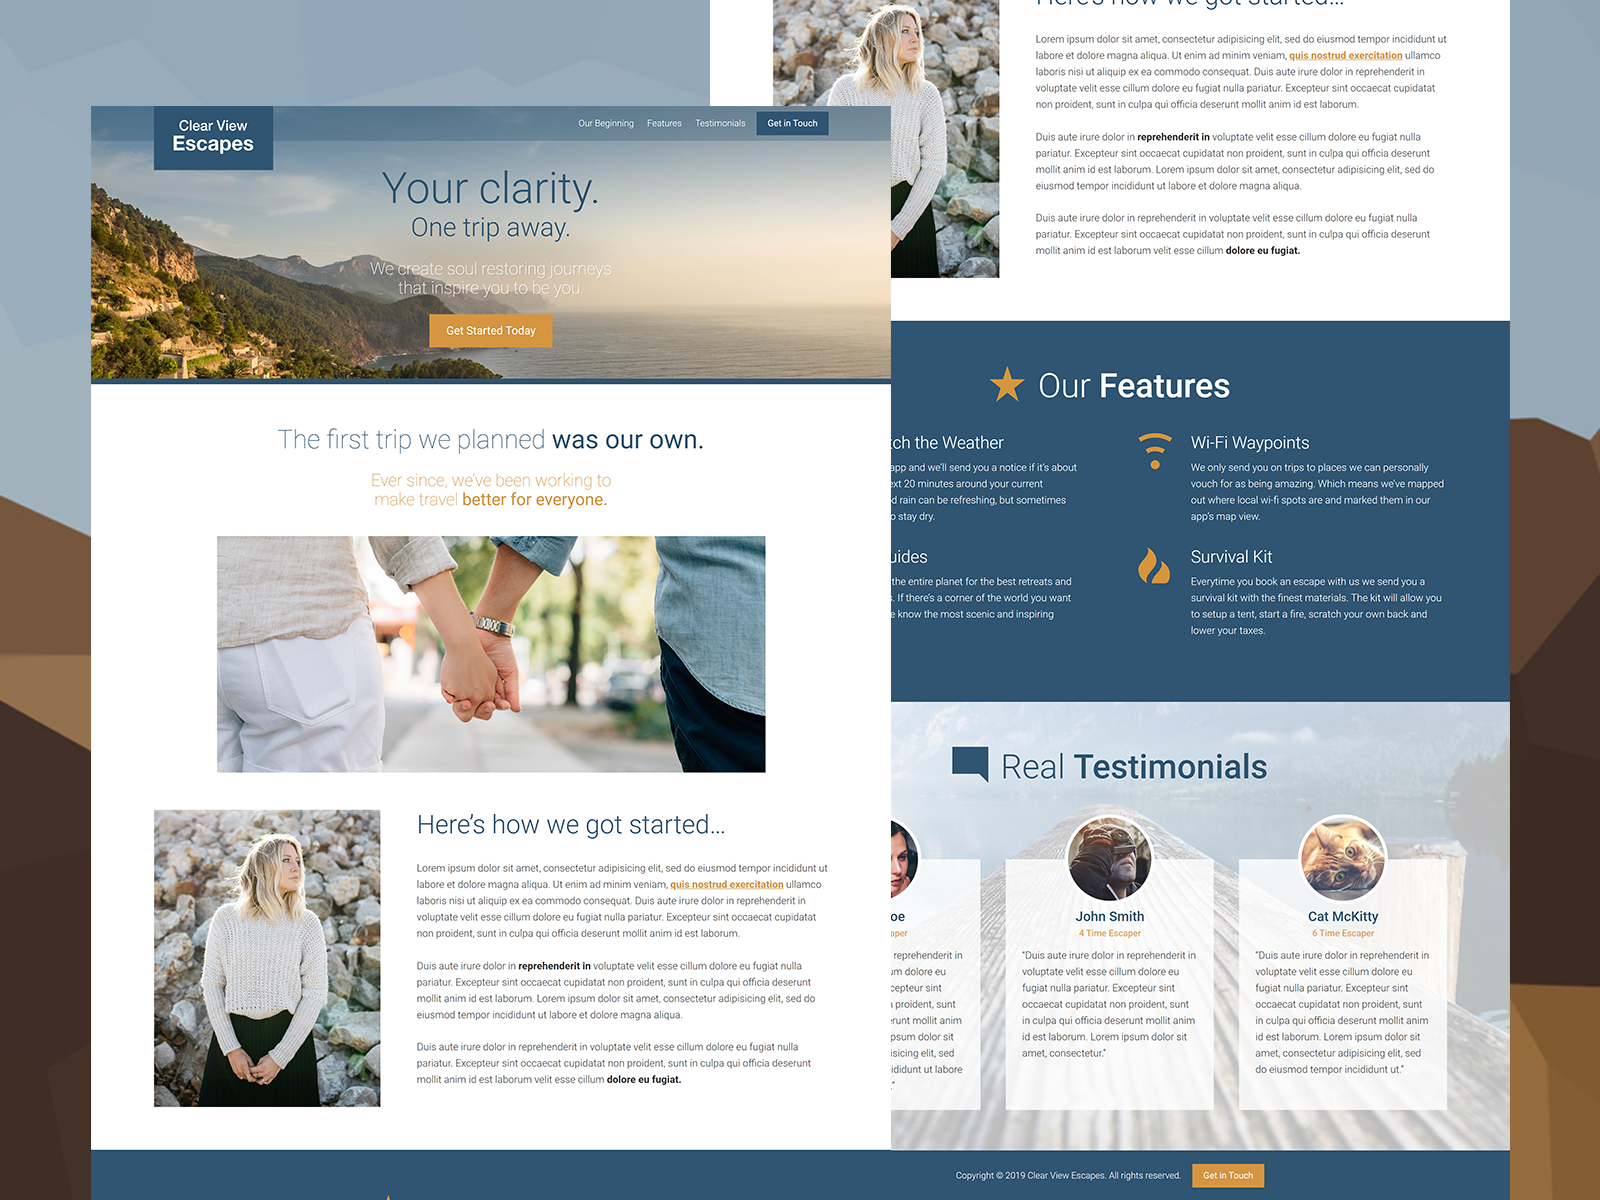 Clear View
Escapes
Our Beginning
Features
Testimonials
Get in Touch
Your clarity.
One trip away.
We create soul restoring journeys
that inspire you to be you.
Get Started Today
The first trip we planned was our own.
Ever since, we've been working to
make travel better for everyone.
Here's how we got started...
Lorem ipsum dolor sit amet, consectetur adipisicing elit, sed do eiusmod tempor incididunt ut
labore et dolore magna aliqua. Ut enim ad minim veniam, quis nostrud exercitation ullamco
laboris nisi ut aliquip ex ea commodo consequat. Duis aute irure dolor in reprehenderit in
voluptate velit esse cillum dolore eu fugiat nulla pariatur. Excepteur sint occaecat cupidatat
non proident, sunt in culpa qui officia deserunt mollit anim id est laborum.
Duis aute irure dolor in reprehenderit in voluptate velit esse cillum dolore eu fugiat nulla
pariatur. Excepteur sint occaecat cupidatat non proident, sunt in culpa qui officia deserunt
mollit anim id est laborum. Lorem ipsum dolor sit amet, consectetur adipisicing elit, sed do
eiusmod tempor incididunt ut labore et dolore magna aliqua.
Duis aute irure dolor in reprehenderit in voluptate velit esse cillum dolore eu fugiat nulla
pariatur. Excepteur sint occaecat cupidatat non proident, sunt in culpa qui officia deserunt
mollit anim id est laborum velit esse cillum dolore eu fugiat.
Here's how we got started...
Lorem ipsum dolor sit amet, consectetur adipisicing elit, sed do eiusmod tempor incididunt ut
labore et dolore magna aliqua. Ut enim ad minim veniam, quis nostrud exercitation ullamco
laboris nisi ut aliquip ex ea commodo consequat. Duis aute irure dolor in reprehenderit in
voluptate velit esse cillum dolore eu fugiat nulla pariatur. Excepteur sint occaecat cupidatat
non proident, sunt in culpa qui officia deserunt mollit anim id est laborum.
Duis aute irure dolor in reprehenderit in voluptate velit esse cillum dolore eu fugiat nulla
pariatur. Excepteur sint occaecat cupidatat non proident, sunt in culpa qui officia deserunt
mollit anim id est laborum. Lorem ipsum dolor sit amet, consectetur adipisicing elit, sed do
eiusmod tempor incididunt ut labore et dolore magna aliqua.
Duis aute irure dolor in reprehenderit in voluptate velit esse cillum dolore eu fugiat nulla
pariatur. Excepteur sint occaecat cupidatat non proident, sunt in culpa qui officia deserunt
mollit anim id est laborum velit esse cillum dolore eu fugiat.
Our Features
tch the Weather
app and we'll send you a notice if it's about
ext 20 minutes around your current
d rain can be refreshing, but sometimes
o stay dry.
Wi-Fi Waypoints
We only send you on trips to places we can personally
vouch for as being amazing. Which means we've mapped
out where local wi-fi spots are and marked them in our
app's map view.
uides
the entire planet for the best retreats and
s. If there's a corner of the world you want
e know the most scenic and inspiring
Survival Kit
Everytime you book an escape with us we send you a
survival kit with the finest materials. The kit will allow you
to setup a tent, start a fire, scratch your own back and
lower your taxes.
Real Testimonials
oe
aper
reprehenderit in
um dolore eu
cepteur sint
proident, sunt
erunt mollit anim
psum dolor sit
isicing elit, sed
ididunt ut labore
."
John Smith
4 Time Escaper
"Duis aute irure dolor in reprehenderit in
voluptate velit esse cillum dolore eu
fugiat nulla pariatur. Excepteur sint
occaecat cupidatat non proident, sunt
in culpa qui officia deserunt mollit anim
id est laborum. Lorem ipsum dolor sit
amet, consectetur."
Cat McKitty
6 Time Escaper
"Duis aute irure dolor in reprehenderit in
voluptate velit esse cillum dolore eu
fugiat nulla pariatur. Excepteur sint
occaecat cupidatat non proident, sunt
in culpa qui officia deserunt mollit anim
id est laborum. Lorem ipsum dolor sit
amet, consectetur adipisicing elit, sed
do eiusmod tempor incididunt ut."
Copyright © 2019 Clear View Escapes. All rights reserved.
Get in Touch